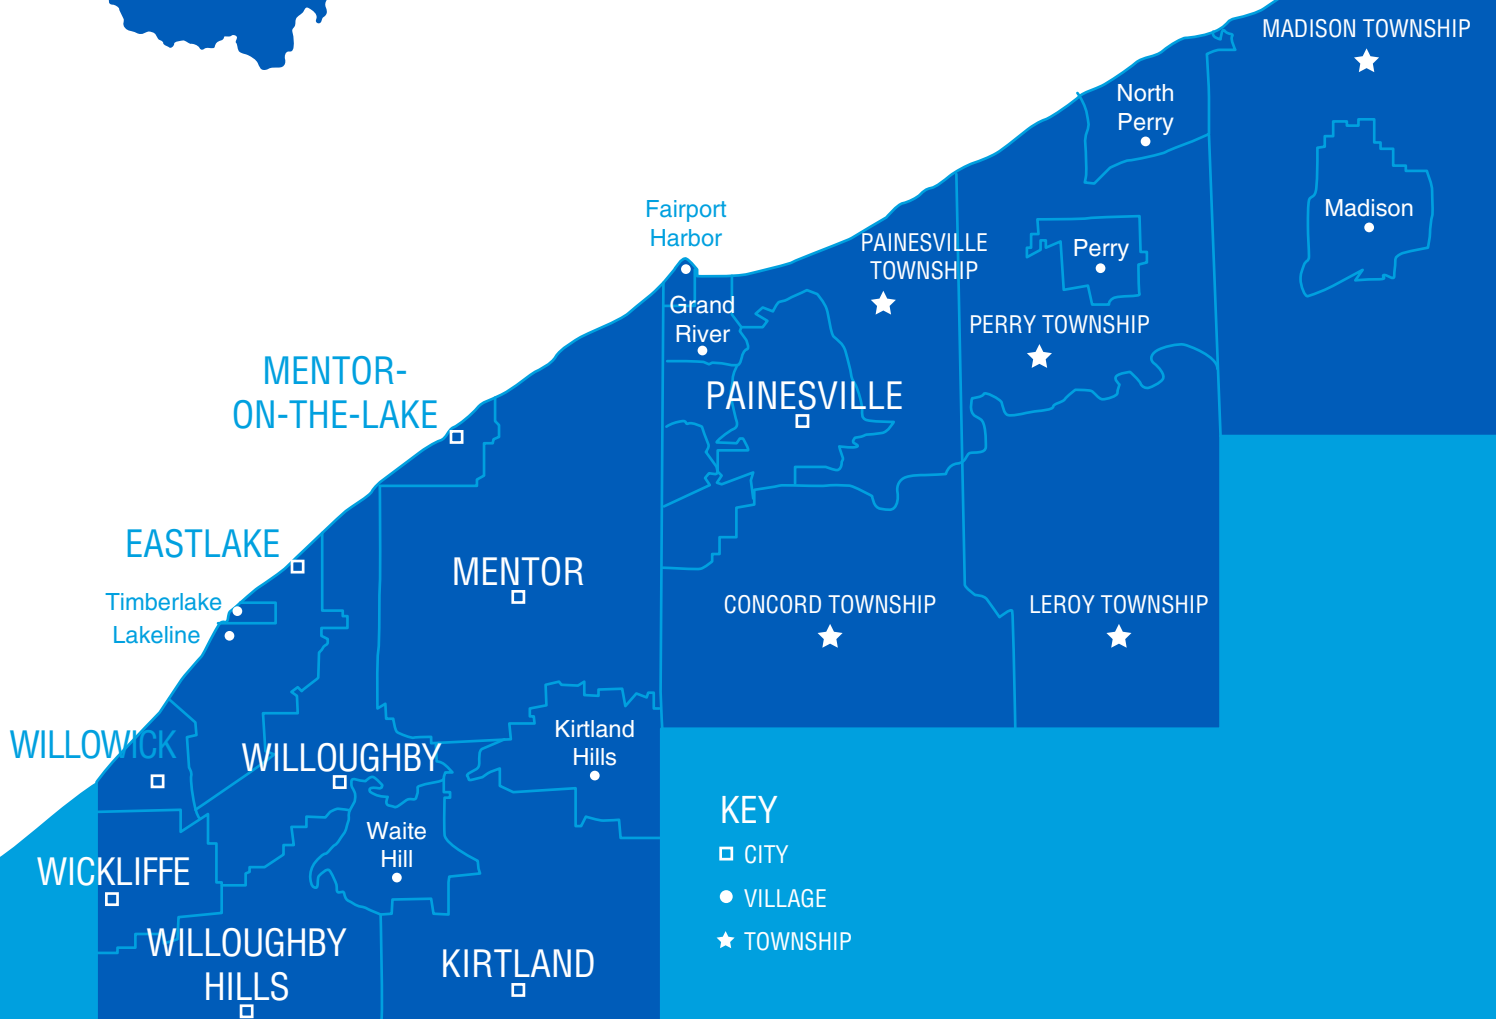 MADISON TOWNSHIP
North
Perry
Madison
Fairport
Harbor
PAINESVILLE
TOWNSHIP
Perry
Grand
River
PERRY TOWNSHIP
MENTOR-
ON-THE-LAKE
PAINESVILLE
EASTLAKE
MENTOR
Timberlake
Lakeline
CONCORD TOWNSHIP
LEROY TOWNSHIP
WILLOWICK
WILLOUGHBY
Kirtland
Hills
Waite
Hill
WICKLIFFE
WILLOUGHBY
HILLS
KIRTLAND
KEY
CITY
VILLAGE
TOWNSHIP